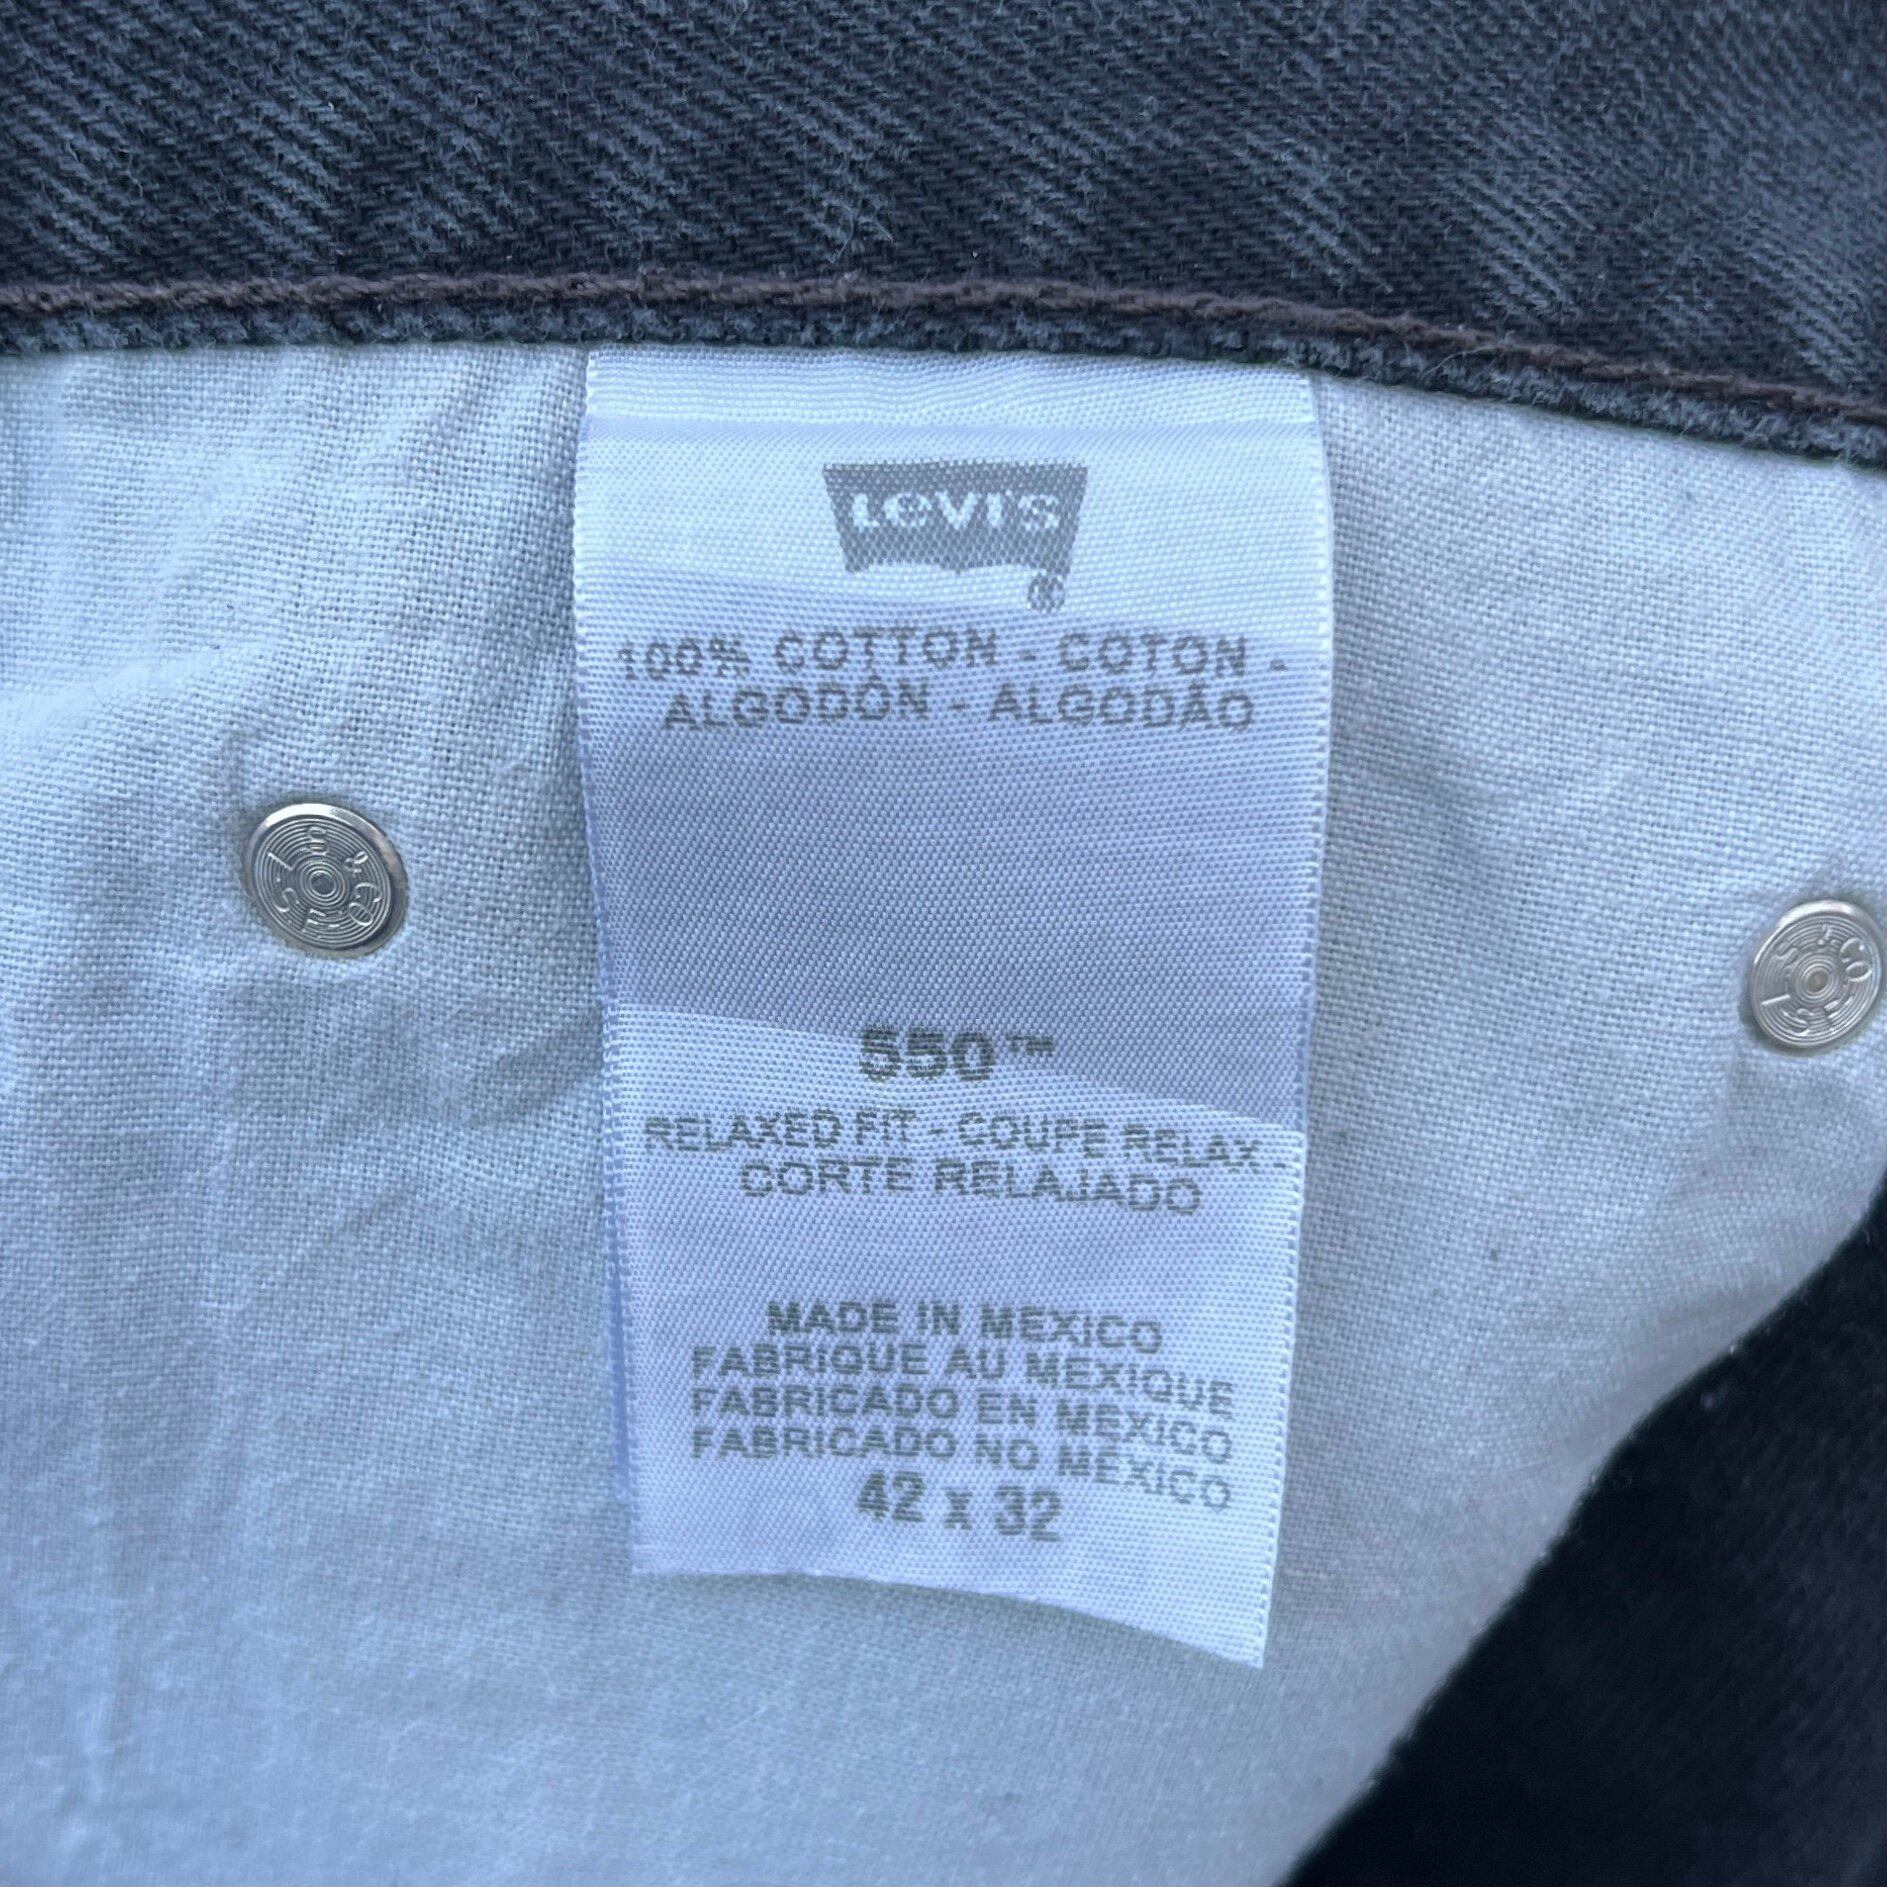 LEVI'S
®
100% COTTON - COTON -
ALGODÓN - ALGODÃO
550™
RELAXED FIT - COUPE RELAX -
CORTE RELAJADO
MADE IN MEXICO
FABRIQUE AU MEXIQUE
FABRICADO EN MEXICO
FABRICADO NO MEXICO
42 x 32